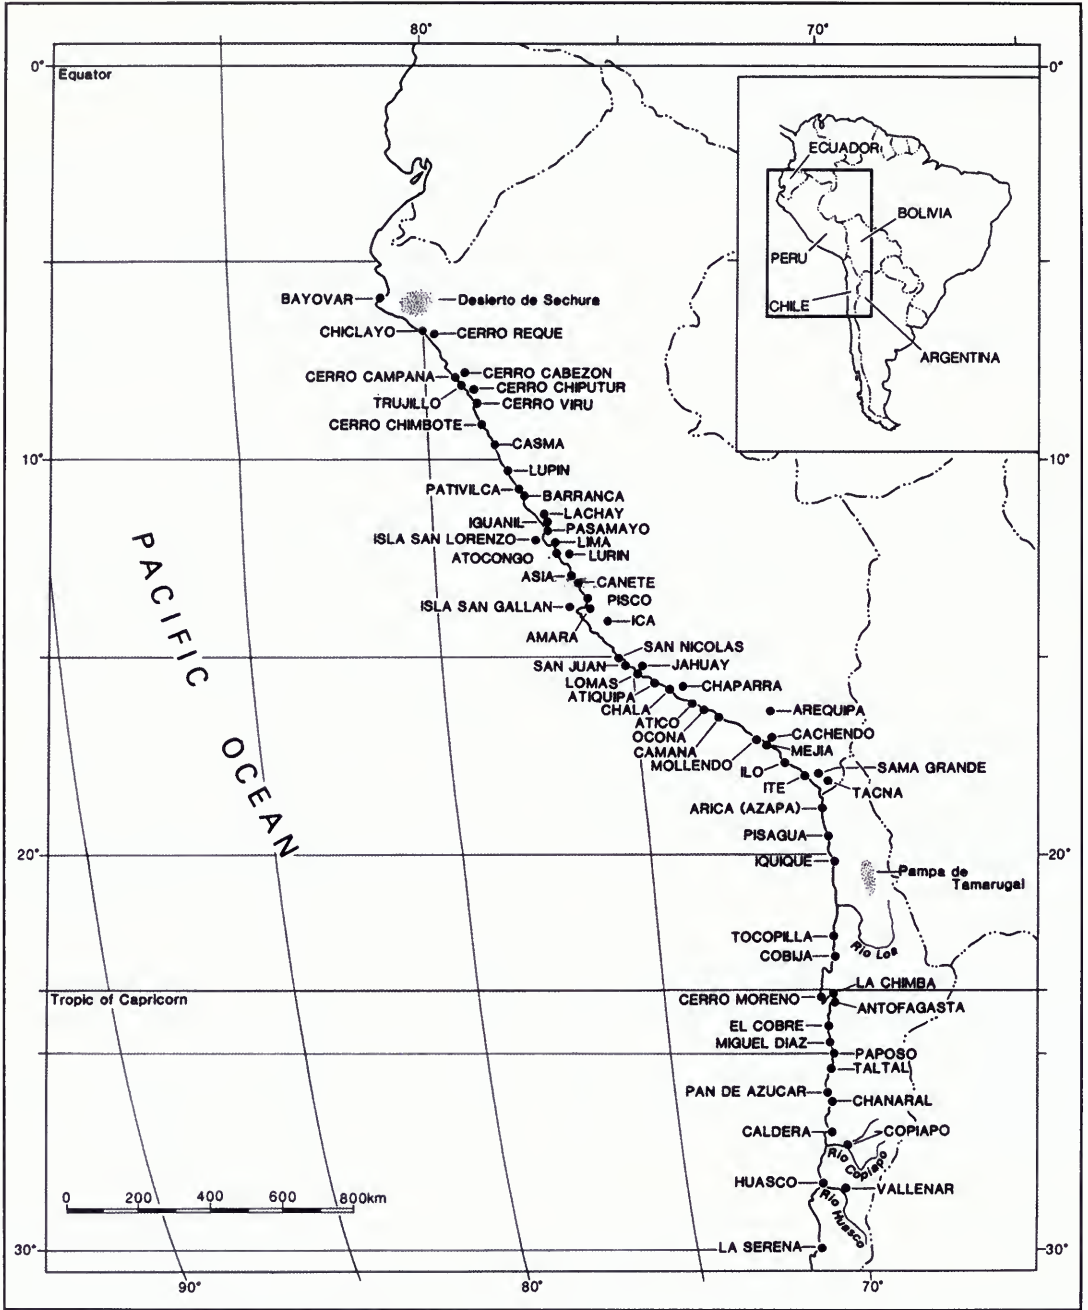 80°
70°
0°
Equator
0°
ECUADOR
BOLIVIA
PERU
CHILE
ARGENTINA
BAYOVAR
Desierto de Sechura
CHICLAYO
CERRO REQUE
CERRO CABEZON
CERRO CAMPANA
CERRO CHIPUTUR
TRUJILLO
CERRO VIRU
CERRO CHIMBOTE
CASMA
10°
10°
LUPIN
PATIVILCA
BARRANCA
LACHAY
IGUANIL
PASAMAYO
ISLA SAN LORENZO
LIMA
ATOCONGO
LURIN
ASIA
CANETE
PISCO
ISLA SAN GALLAN
ICA
AMARA
SAN NICOLAS
SAN JUAN
JAHUAY
LOMAS
CHAPARRA
ATIQUIPA
CHALA
AREQUIPA
ATICO
OCONA
CACHENDO
CAMANA
MEJIA
MOLLENDO
ILO
SAMA GRANDE
ITE
TACNA
ARICA (AZAPA)
PISAGUA
PACIFIC OCEAN
20°
IQUIQUE
20°
Pampa de
Tamarugal
TOCOPILLA
Rio Loa
COBIJA
LA CHIMBA
Tropic of Capricorn
CERRO MORENO
ANTOFAGASTA
EL COBRE
MIGUEL DIAZ
PAPOSO
TALTAL
PAN DE AZUCAR
CHANARAL
CALDERA
COPIAPO
Rio Copiapo
HUASCO
VALLENAR
Rio Huasco
0 200 400 600 800km
LA SERENA
30°
30°
90°
80°
70°